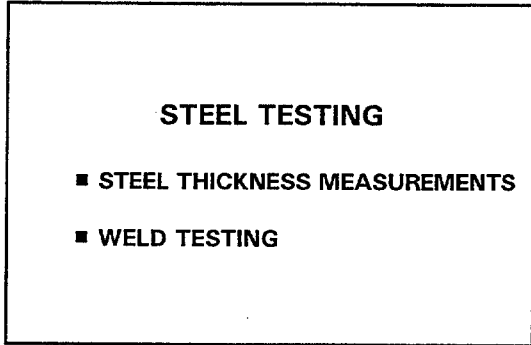 STEEL TESTING
■ STEEL THICKNESS MEASUREMENTS
■ WELD TESTING